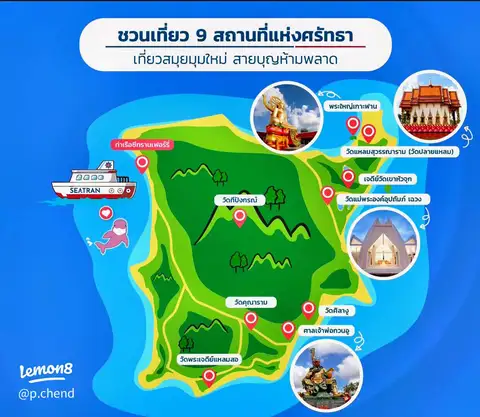 ชวนเที่ยว 9 สถานที่แห่งศรัทธา
เที่ยวสมุยมุมใหม่ สายบุญห้ามพลาด
พระใหญ่เกาะฟาน
ท่าเรือซีทรานเฟอร์รี่
วัดแหลมสุวรรณาราม (วัดปลายแหลม)
เจดีย์วัดเขาหัวจุก
SEATRAN
วัดทีปังกรณ์
วัดแม่พระองค์อุปถัมภ์ เฉวง
วัดคุณาราม
วัดศิลางู
ศาลเจ้าพ่อกวนอู
วัดพระเจดีย์แหลมสอ
lemon8
@p.chend